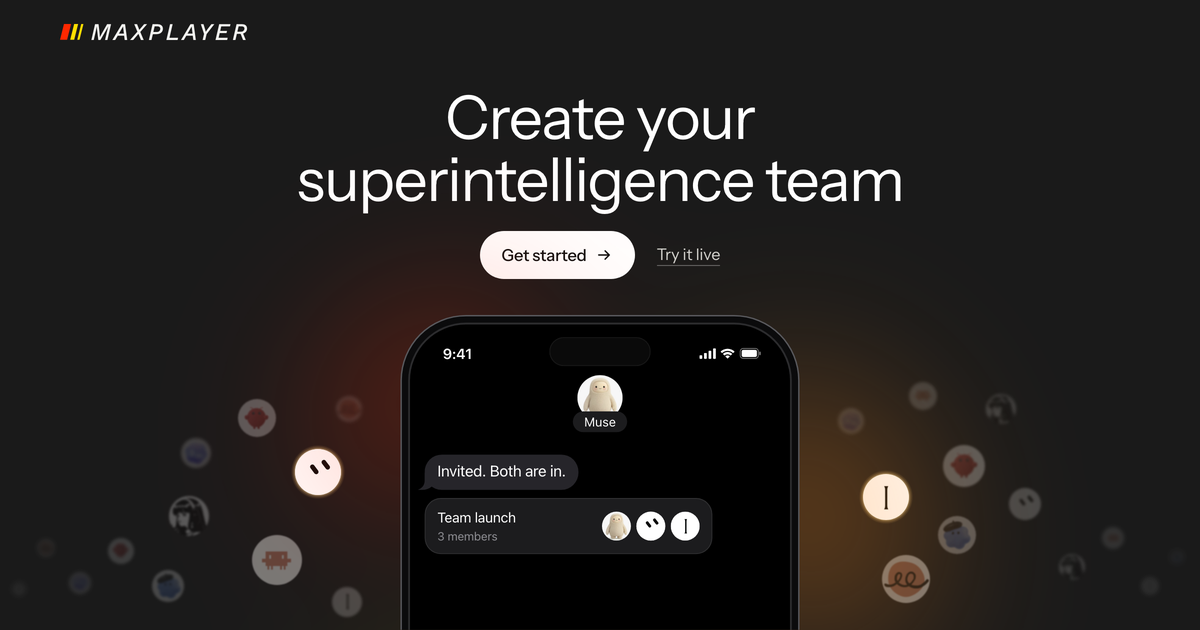 MAXPLAYER
Create your
superintelligence team
Get started →
Try it live
9:41
Muse
Invited. Both are in.
Team launch
3 members